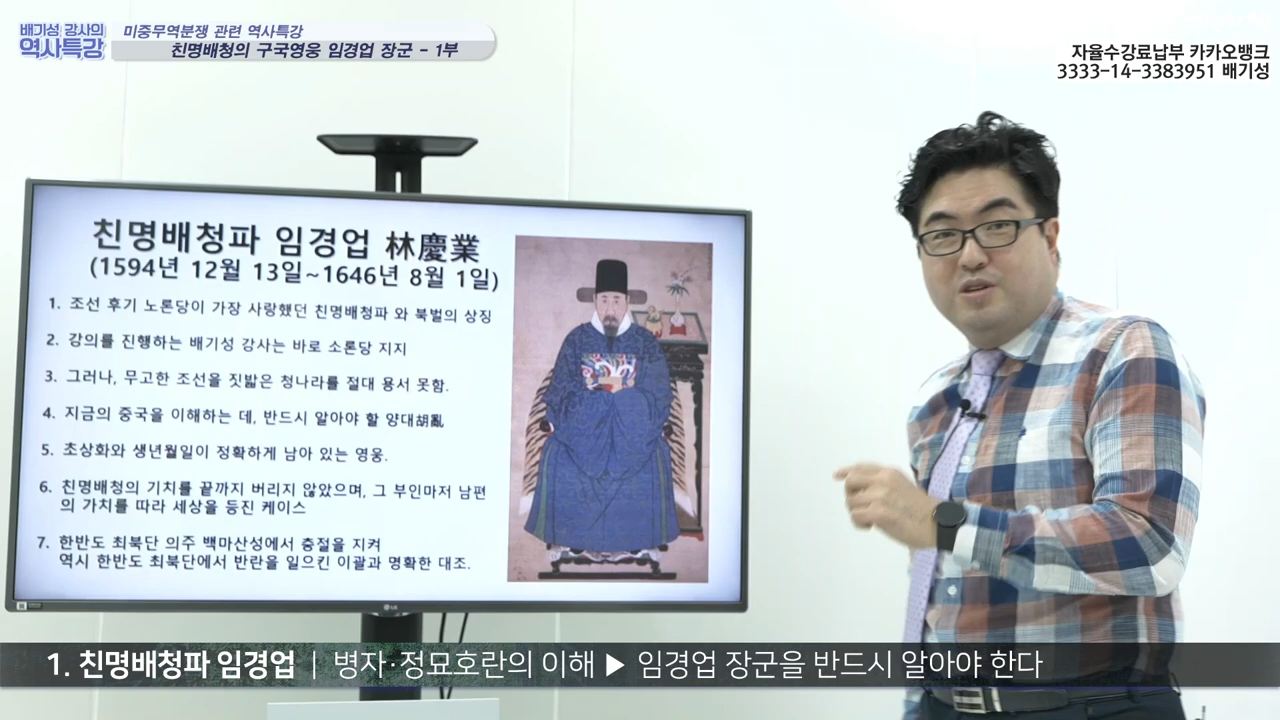 배기성 강사의
역사특강
미중무역분쟁 관련 역사특강
친명배청의 구국영웅 임경업 장군 - 1부
자율수강료납부 카카오뱅크
3333-14-3383951 배기성
친명배청파 임경업 林慶業
(1594년 12월 13일~1646년 8월 1일)
1. 조선 후기 노론당이 가장 사랑했던 친명배청파 와 북벌의 상징
2. 강의를 진행하는 배기성 강사는 바로 소론당 지지
3. 그러나, 무고한 조선을 짓밟은 청나라를 절대 용서 못함.
4. 지금의 중국을 이해하는 데, 반드시 알아야 할 양대胡亂
5. 초상화와 생년월일이 정확하게 남아 있는 영웅.
6. 친명배청의 기치를 끝까지 버리지 않았으며, 그 부인마저 남편
의 가치를 따라 세상을 등진 케이스
7. 한반도 최북단 의주 백마산성에서 충절을 지켜
역시 한반도 최북단에서 반란을 일으킨 이괄과 명확한 대조.
LG
1. 친명배청파 임경업 | 병자·정묘호란의 이해 ▶ 임경업 장군을 반드시 알아야 한다